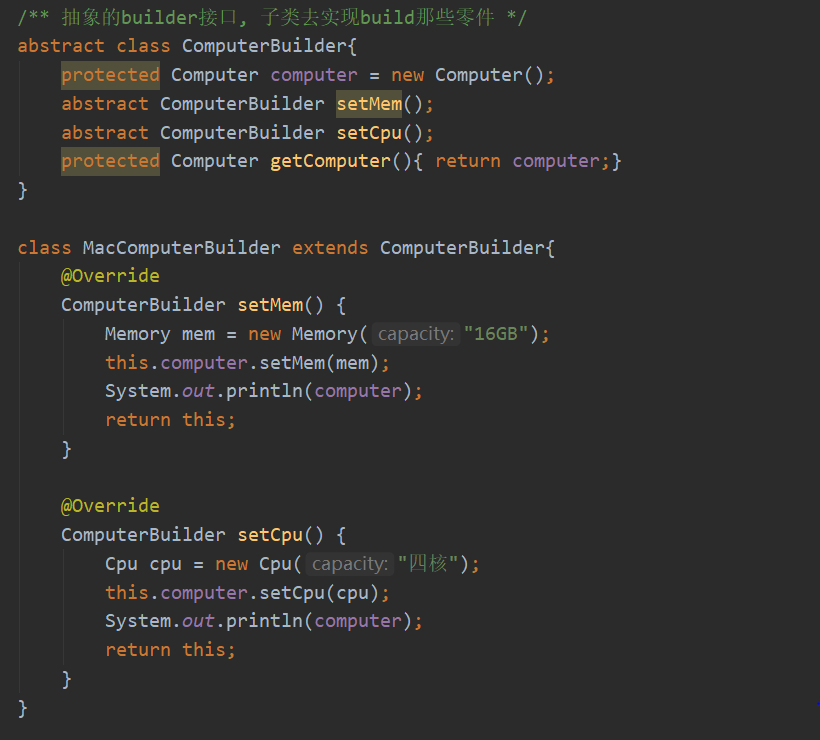 /** 抽象的builder接口, 子类去实现build那些零件 */
abstract class ComputerBuilder{
    protected Computer computer = new Computer();
    abstract ComputerBuilder setMem();
    abstract ComputerBuilder setCpu();
    protected Computer getComputer(){ return computer;}
}
class MacComputerBuilder extends ComputerBuilder{
    @Override
    ComputerBuilder setMem() {
        Memory mem = new Memory( capacity: "16GB");
        this.computer.setMem(mem);
        System.out.println(computer);
        return this;
    }
    @Override
    ComputerBuilder setCpu() {
        Cpu cpu = new Cpu( capacity: "四核");
        this.computer.setCpu(cpu);
        System.out.println(computer);
        return this;
    }
}